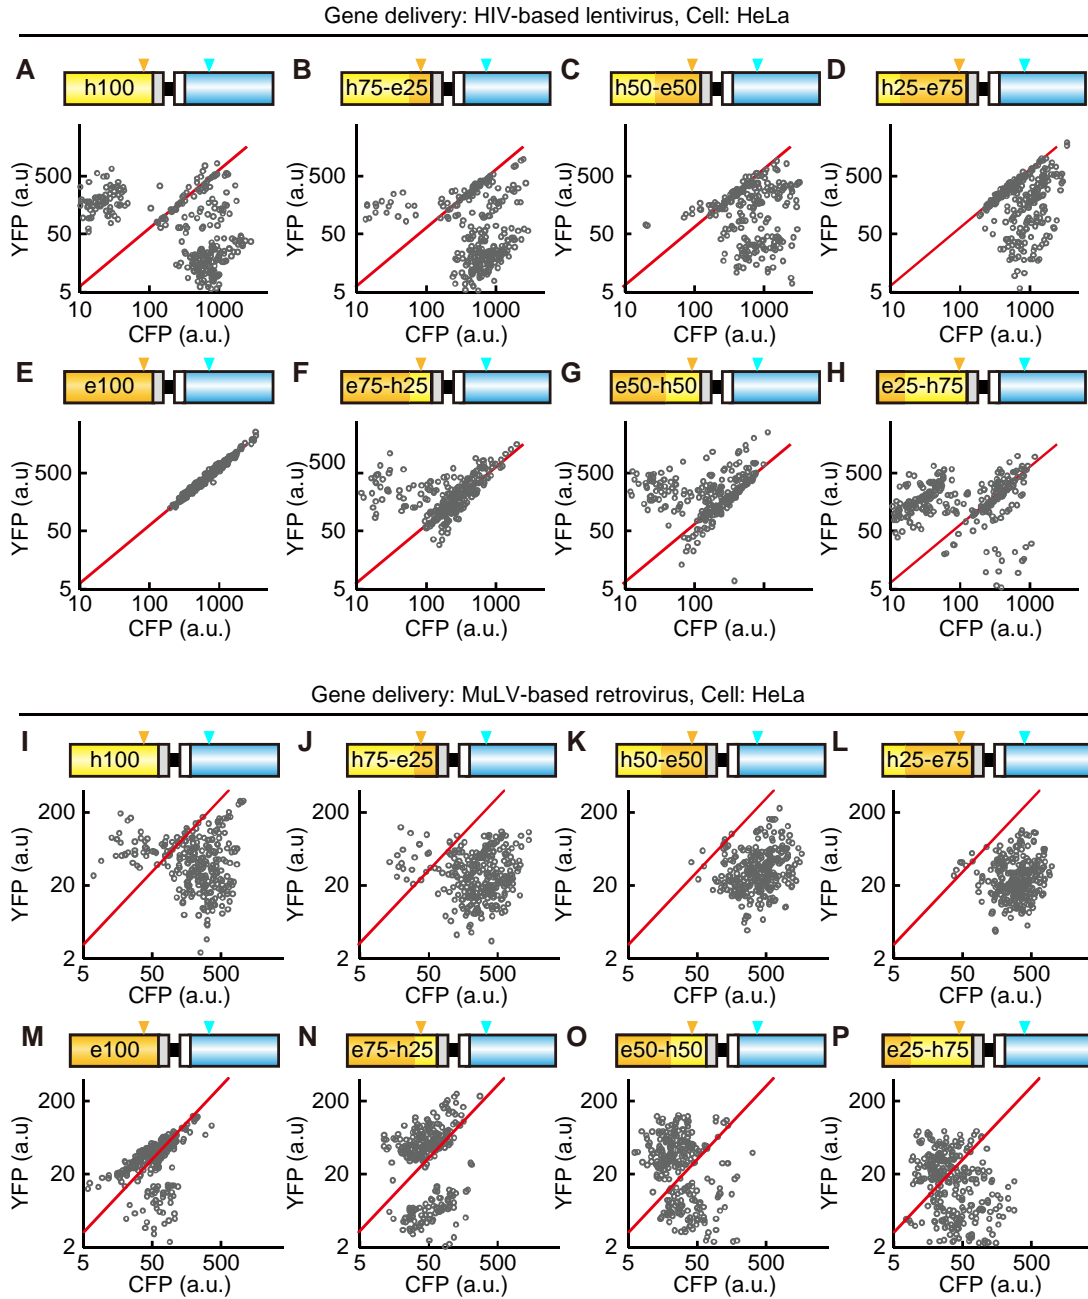 Gene delivery: HIV-based lentivirus, Cell: HeLa
A B C D
h100 h75-e25 h50-e50 h25-e75
YFP (a.u) YFP (a.u) YFP (a.u) YFP (a.u)
500 500 500 500
50 50 50 50
5 5 5 5
10 100 1000 10 100 1000 10 100 1000 10 100 1000
CFP (a.u.) CFP (a.u.) CFP (a.u.) CFP (a.u.)
E F G H
e100 e75-h25 e50-h50 e25-h75
YFP (a.u) YFP (a.u) YFP (a.u) YFP (a.u)
500 500 500 500
50 50 50 50
5 5 5 5
10 100 1000 10 100 1000 10 100 1000 10 100 1000
CFP (a.u.) CFP (a.u.) CFP (a.u.) CFP (a.u.)
Gene delivery: MuLV-based retrovirus, Cell: HeLa
I J K L
h100 h75-e25 h50-e50 h25-e75
YFP (a.u) YFP (a.u) YFP (a.u) YFP (a.u)
200 200 200 200
20 20 20 20
2 2 2 2
5 50 500 5 50 500 5 50 500 5 50 500
CFP (a.u.) CFP (a.u.) CFP (a.u.) CFP (a.u.)
M N O P
e100 e75-h25 e50-h50 e25-h75
YFP (a.u) YFP (a.u) YFP (a.u) YFP (a.u)
200 200 200 200
20 20 20 20
2 2 2 2
5 50 500 5 50 500 5 50 500 5 50 500
CFP (a.u.) CFP (a.u.) CFP (a.u.) CFP (a.u.)